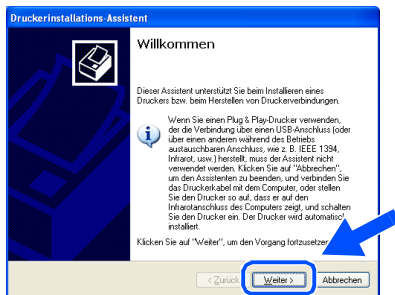 Druckerinstallations-Assistent
Willkommen
Dieser Assistent unterstützt Sie beim Installieren eines
Druckers bzw. beim Herstellen von Druckerverbindungen.
Wenn Sie einen Plug & Play-Drucker verwenden,
der die Verbindung über einen USB-Anschluss (oder
über einen anderen während des Betriebs
austauschbaren Anschluss, wie z. B. IEEE 1394,
Infrarot, usw.) herstellt, muss der Assistent nicht
verwendet werden. Klicken Sie auf "Abbrechen",
um den Assistenten zu beenden, und verbinden Sie
das Druckerkabel mit dem Computer, oder stellen
Sie den Drucker so auf, dass er auf den
Infrarotanschluss des Computers zeigt, und schalten
Sie den Drucker ein. Der Drucker wird automatisch
installiert.
Klicken Sie auf "Weiter", um den Vorgang fortzusetzen
< Zurück Weiter > Abbrechen